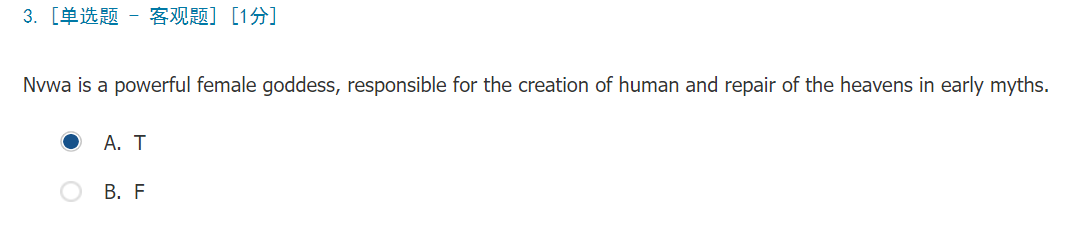 3. [单选题 - 客观题] [1分]
Nvwa is a powerful female goddess, responsible for the creation of human and repair of the heavens in early myths.
A. T
B. F